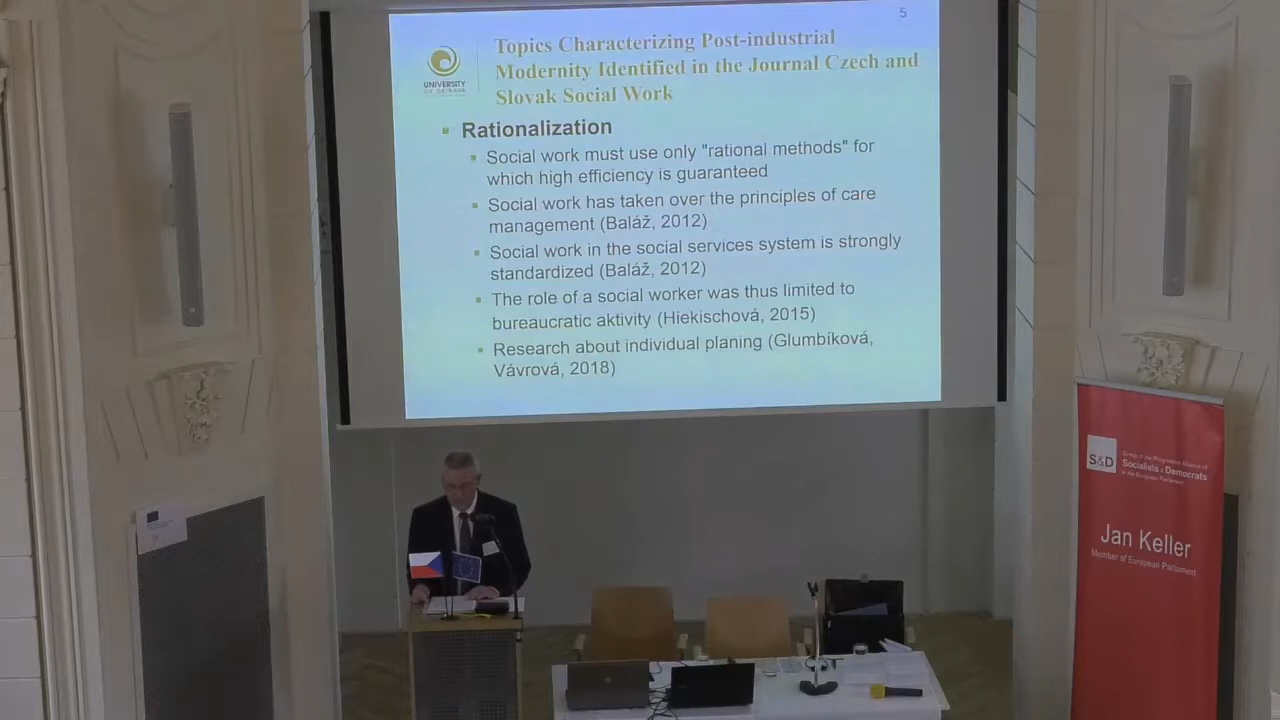 5
Topics Characterizing Post-industrial
Modernity Identified in the Journal Czech and
Slovak Social Work
UNIVERSITY
OF OSTRAVA
Rationalization
Social work must use only "rational methods" for
which high efficiency is guaranteed
Social work has taken over the principles of care
management (Baláž, 2012)
Social work in the social services system is strongly
standardized (Baláž, 2012)
The role of a social worker was thus limited to
bureaucratic aktivity (Hiekischová, 2015)
Research about individual planing (Glumbíková,
Vávrová, 2018)
S&D
Group of the Progressive Alliance of
Socialists & Democrats
in the European Parliament
Jan Keller
Member of European Parliament